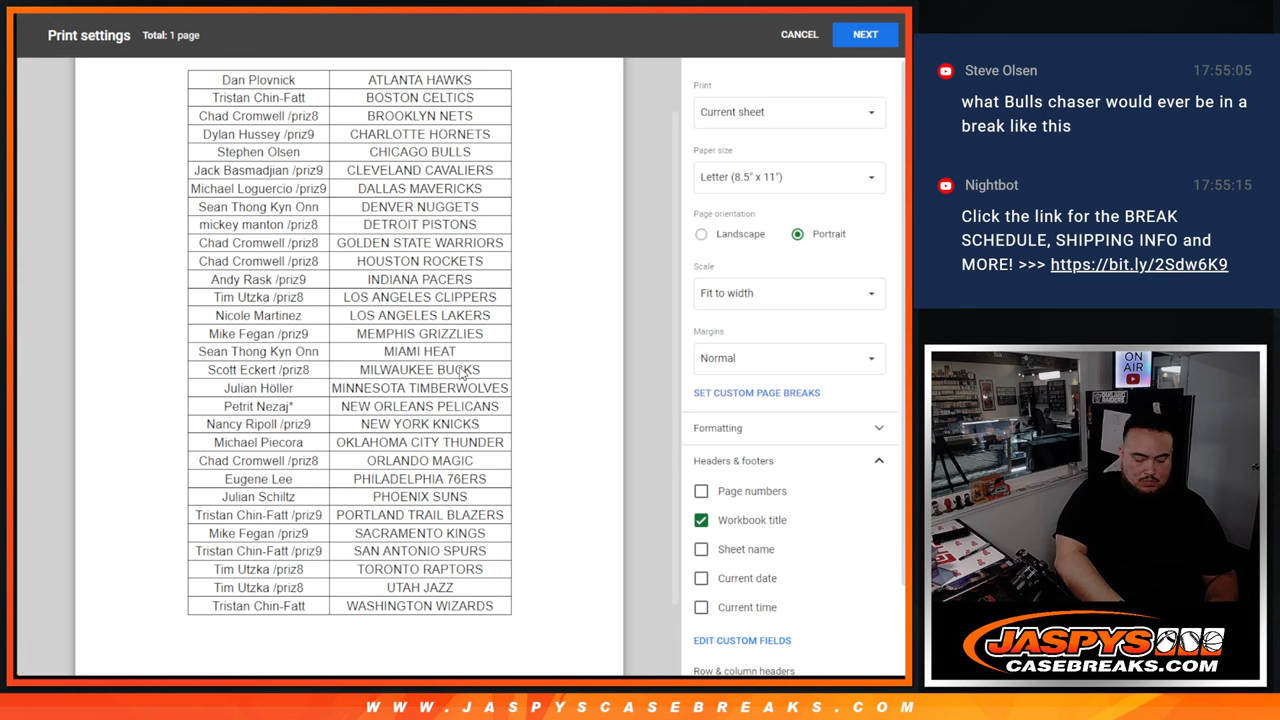 Print settings
Total: 1 page
CANCEL
NEXT
Dan Plovnick ATLANTA HAWKS
Tristan Chin-Fatt BOSTON CELTICS
Chad Cromwell /priz8 BROOKLYN NETS
Dylan Hussey /priz9 CHARLOTTE HORNETS
Stephen Olsen CHICAGO BULLS
Jack Basmadjian /priz9 CLEVELAND CAVALIERS
Michael Loguercio /priz9 DALLAS MAVERICKS
Sean Thong Kyn Onn DENVER NUGGETS
mickey manton /priz8 DETROIT PISTONS
Chad Cromwell /priz8 GOLDEN STATE WARRIORS
Chad Cromwell /priz8 HOUSTON ROCKETS
Andy Rask /priz9 INDIANA PACERS
Tim Utzka /priz8 LOS ANGELES CLIPPERS
Nicole Martinez LOS ANGELES LAKERS
Mike Fegan /priz9 MEMPHIS GRIZZLIES
Sean Thong Kyn Onn MIAMI HEAT
Scott Eckert /priz8 MILWAUKEE BUCKS
Julian Höller MINNESOTA TIMBERWOLVES
Petrit Nezaj* NEW ORLEANS PELICANS
Nancy Ripoll /priz9 NEW YORK KNICKS
Michael Piecora OKLAHOMA CITY THUNDER
Chad Cromwell /priz8 ORLANDO MAGIC
Eugene Lee PHILADELPHIA 76ERS
Julian Schiltz PHOENIX SUNS
Tristan Chin-Fatt /priz9 PORTLAND TRAIL BLAZERS
Mike Fegan /priz9 SACRAMENTO KINGS
Tristan Chin-Fatt /priz9 SAN ANTONIO SPURS
Tim Utzka /priz8 TORONTO RAPTORS
Tim Utzka /priz8 UTAH JAZZ
Tristan Chin-Fatt WASHINGTON WIZARDS
Print
Current sheet
Paper size
Letter (8.5" x 11")
Page orientation
Landscape
Portrait
Scale
Fit to width
Margins
Normal
SET CUSTOM PAGE BREAKS
Formatting
Headers & footers
Page numbers
Workbook title
Sheet name
Current date
Current time
EDIT CUSTOM FIELDS
Row & column headers
Steve Olsen 17:55:05
what Bulls chaser would ever be in a
break like this
Nightbot 17:55:15
Click the link for the BREAK
SCHEDULE, SHIPPING INFO and
MORE! >>> https://bit.ly/2Sdw6K9
ON
AIR
JASPYS
CASEBREAKS.COM
WWW.JASPYSCASEBREAKS.COM